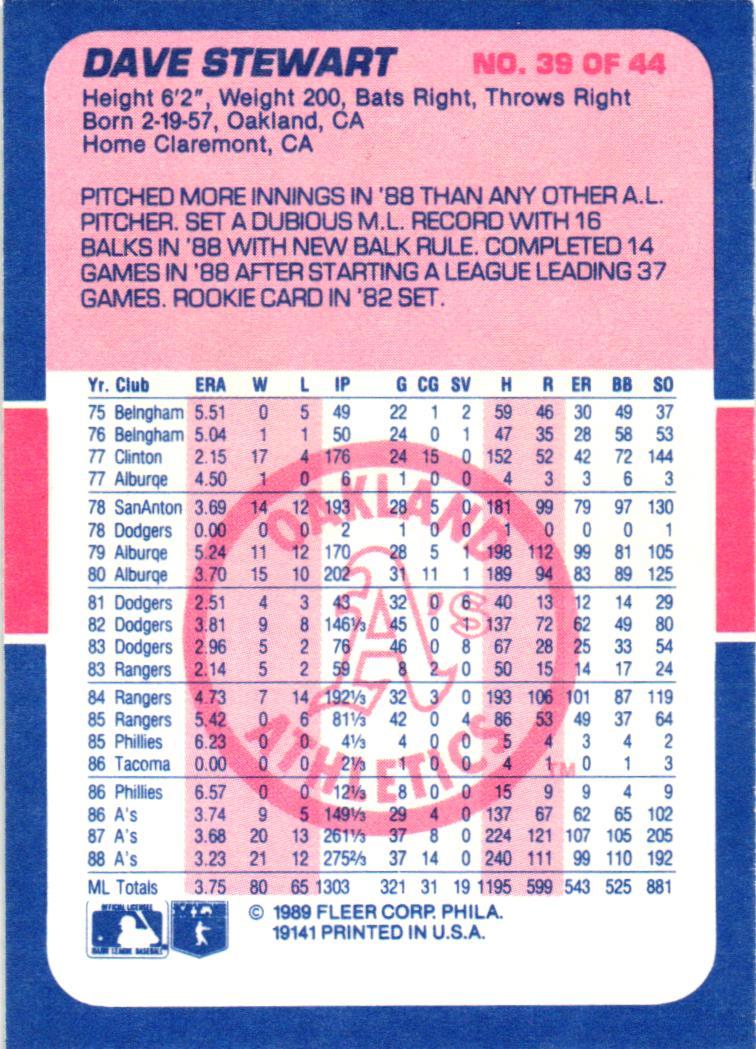 DAVE STEWART NO. 39 OF 44
Height 6'2", Weight 200, Bats Right, Throws Right
Born 2-19-57, Oakland, CA
Home Claremont, CA
PITCHED MORE INNINGS IN '88 THAN ANY OTHER A.L.
PITCHER. SET A DUBIOUS M.L. RECORD WITH 16
BALKS IN '88 WITH NEW BALK RULE. COMPLETED 14
GAMES IN '88 AFTER STARTING A LEAGUE LEADING 37
GAMES. ROOKIE CARD IN '82 SET.
Yr. Club ERA W L IP G CG SV H R ER BB SO
75 Belngham 5.51 0 5 49 22 1 2 59 46 30 49 37
76 Belngham 5.04 1 1 50 24 0 1 47 35 28 58 53
77 Clinton 2.15 17 4 176 24 15 0 152 52 42 72 144
77 Alburqe 4.50 1 0 6 1 0 0 4 3 3 6 3
78 SanAnton 3.69 14 12 193 28 5 0 181 99 79 97 130
78 Dodgers 0.00 0 0 2 1 0 0 1 0 0 0 1
79 Alburqe 5.24 11 12 170 28 5 1 198 112 99 81 105
80 Alburqe 3.70 15 10 202 31 11 1 189 94 83 89 125
81 Dodgers 2.51 4 3 43 32 0 6 40 13 12 14 29
82 Dodgers 3.81 9 8 146⅓ 45 0 1 137 72 62 49 80
83 Dodgers 2.96 5 2 76 46 0 8 67 28 25 33 54
83 Rangers 2.14 5 2 59 8 2 0 50 15 14 17 24
84 Rangers 4.73 7 14 192⅓ 32 3 0 193 106 101 87 119
85 Rangers 5.42 0 6 81⅓ 42 0 4 86 53 49 37 64
85 Phillies 6.23 0 0 4⅓ 4 0 0 5 4 3 4 2
86 Tacoma 0.00 0 0 2⅓ 1 0 0 4 1 0 1 3
86 Phillies 6.57 0 0 12⅓ 8 0 0 15 9 9 4 9
86 A's 3.74 9 5 149⅓ 29 4 0 137 67 62 65 102
87 A's 3.68 20 13 261⅓ 37 8 0 224 121 107 105 205
88 A's 3.23 21 12 275⅔ 37 14 0 240 111 99 110 192
ML Totals 3.75 80 65 1303 321 31 19 1195 599 543 525 881
OAKLAND
A's
ATHLETICS
TM
OFFICIAL LICENSEE
MAJOR LEAGUE BASEBALL
© 1989 FLEER CORP. PHILA.
19141 PRINTED IN U.S.A.